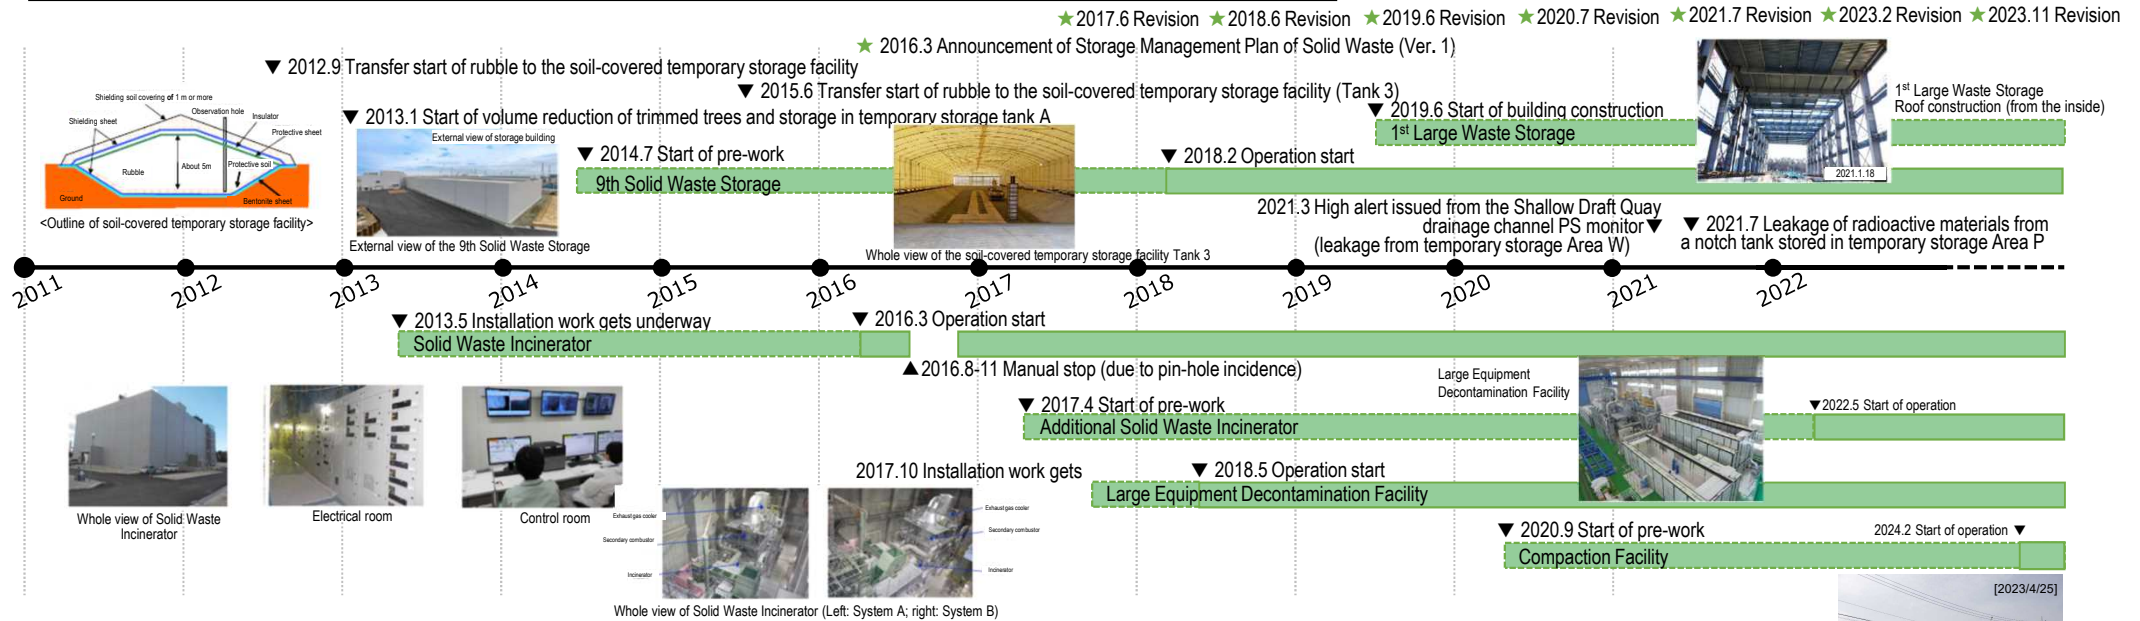 ★2017.6 Revision ★2018.6 Revision ★2019.6 Revision ★2020.7 Revision ★2021.7 Revision ★2023.2 Revision ★2023.11 Revision
★ 2016.3 Announcement of Storage Management Plan of Solid Waste (Ver. 1)
▼ 2012.9 Transfer start of rubble to the soil-covered temporary storage facility
▼ 2015.6 Transfer start of rubble to the soil-covered temporary storage facility (Tank 3)
▼ 2013.1 Start of volume reduction of trimmed trees and storage in temporary storage tank A
▼ 2019.6 Start of building construction
1st Large Waste Storage
1st Large Waste Storage
Roof construction (from the inside)
2021.1.18
Shielding soil covering of 1 m or more
Shielding sheet
Observation hole
Insulator
Protective sheet
About 5m
Protective soil
Rubble
Ground
Bentonite sheet
<Outline of soil-covered temporary storage facility>
External view of storage building
External view of the 9th Solid Waste Storage
▼ 2014.7 Start of pre-work
9th Solid Waste Storage
▼ 2018.2 Operation start
Whole view of the soil-covered temporary storage facility Tank 3
2021.3 High alert issued from the Shallow Draft Quay
drainage channel PS monitor▼
(leakage from temporary storage Area W)
▼ 2021.7 Leakage of radioactive materials from
a notch tank stored in temporary storage Area P
2011 2012 2013 2014 2015 2016 2017 2018 2019 2020 2021 2022
▼ 2013.5 Installation work gets underway
Solid Waste Incinerator
▼ 2016.3 Operation start
▲2016.8-11 Manual stop (due to pin-hole incidence)
Large Equipment
Decontamination Facility
▼ 2017.4 Start of pre-work
Additional Solid Waste Incinerator
▼2022.5 Start of operation
2017.10 Installation work gets
▼ 2018.5 Operation start
Large Equipment Decontamination Facility
▼ 2020.9 Start of pre-work
Compaction Facility
2024.2 Start of operation ▼
[2023/4/25]
Whole view of Solid Waste
Incinerator
Electrical room
Control room
Exhaust gas cooler
Secondary combustor
Incinerator
Exhaust gas cooler
Secondary combustor
Incinerator
Whole view of Solid Waste Incinerator (Left: System A; right: System B)